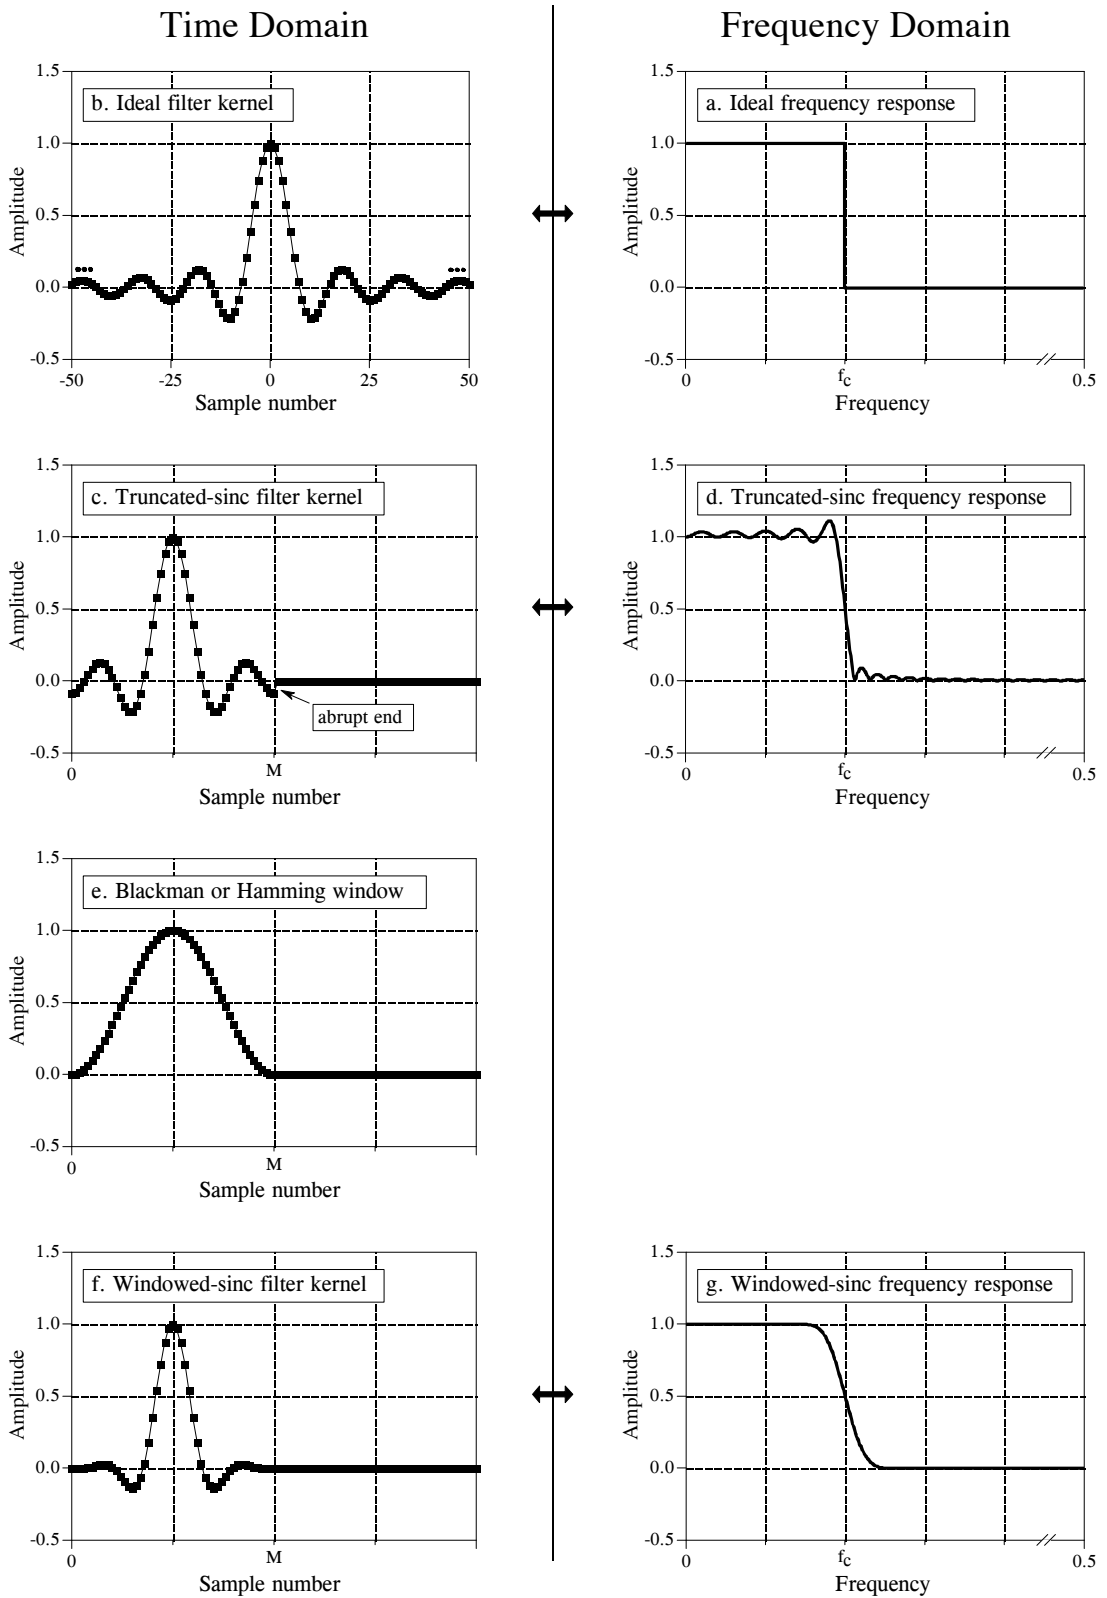 Time Domain
Frequency Domain
1.5
1.0
0.5
0.0
-0.5
Amplitude
b. Ideal filter kernel
-50 -25 0 25 50
Sample number
1.5
1.0
0.5
0.0
-0.5
Amplitude
a. Ideal frequency response
0 fc 0.5
Frequency
1.5
1.0
0.5
0.0
-0.5
Amplitude
c. Truncated-sinc filter kernel
abrupt end
0 M
Sample number
1.5
1.0
0.5
0.0
-0.5
Amplitude
d. Truncated-sinc frequency response
0 fc 0.5
Frequency
1.5
1.0
0.5
0.0
-0.5
Amplitude
e. Blackman or Hamming window
0 M
Sample number
1.5
1.0
0.5
0.0
-0.5
Amplitude
f. Windowed-sinc filter kernel
0 M
Sample number
1.5
1.0
0.5
0.0
-0.5
Amplitude
g. Windowed-sinc frequency response
0 fc 0.5
Frequency